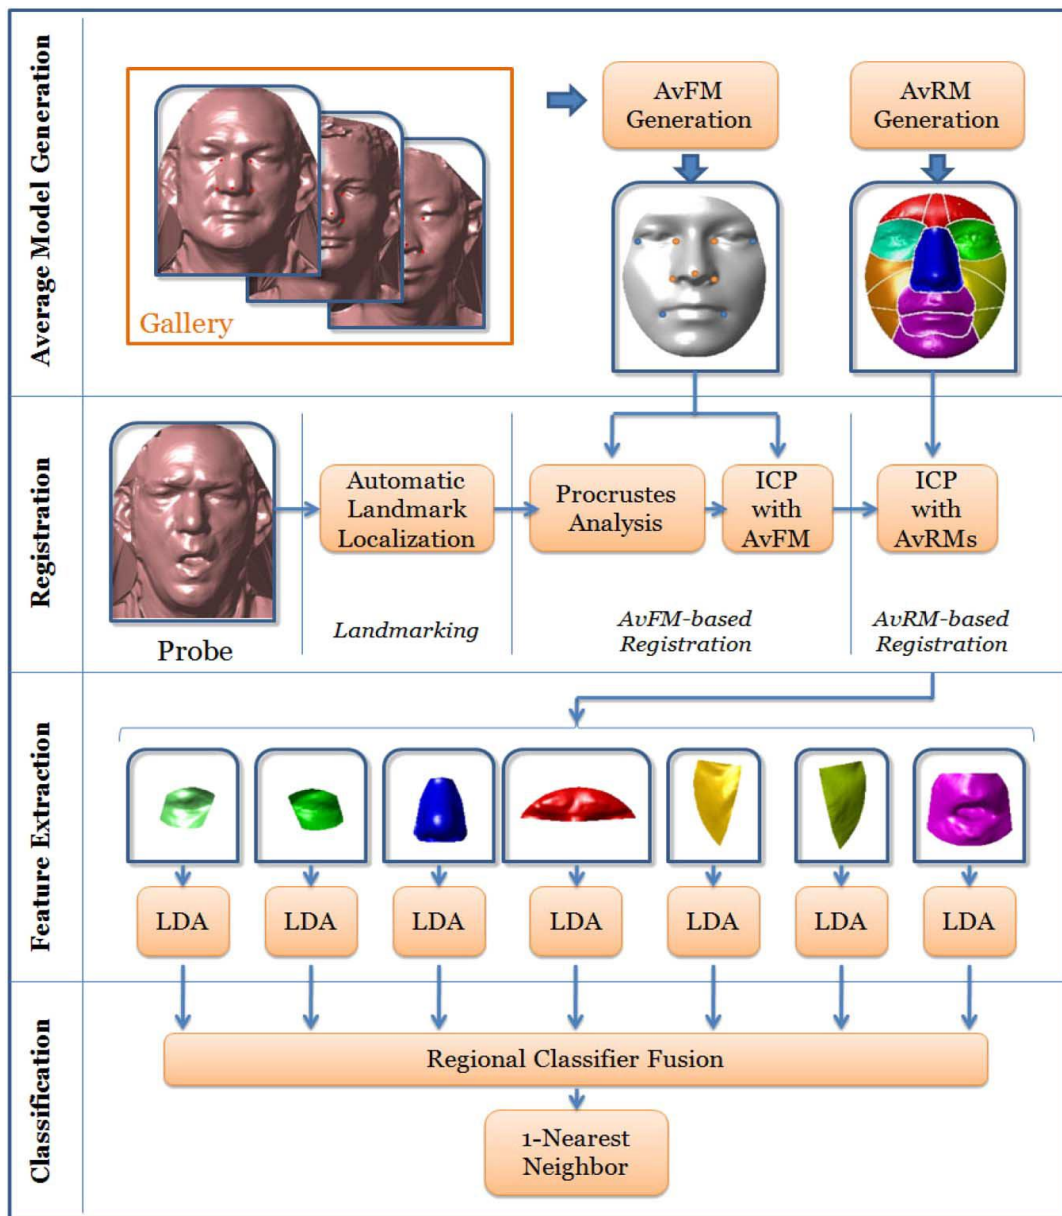 Average Model Generation
Gallery
AvFM
Generation
AvRM
Generation
Registration
Probe
Automatic
Landmark
Localization
Landmarking
Procrustes
Analysis
ICP
with
AvFM
AvFM-based
Registration
ICP
with
AvRMs
AvRM-based
Registration
Feature Extraction
LDA
LDA
LDA
LDA
LDA
LDA
LDA
Classification
Regional Classifier Fusion
1-Nearest
Neighbor